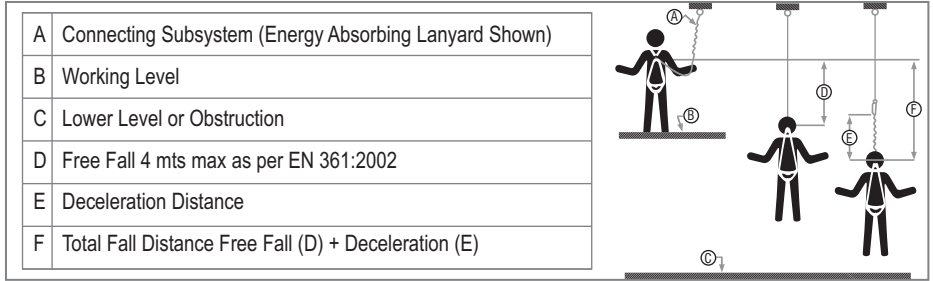 A Connecting Subsystem (Energy Absorbing Lanyard Shown)
B Working Level
C Lower Level or Obstruction
D Free Fall 4 mts max as per EN 361:2002
E Deceleration Distance
F Total Fall Distance Free Fall (D) + Deceleration (E)
A
B
D
F
E
C